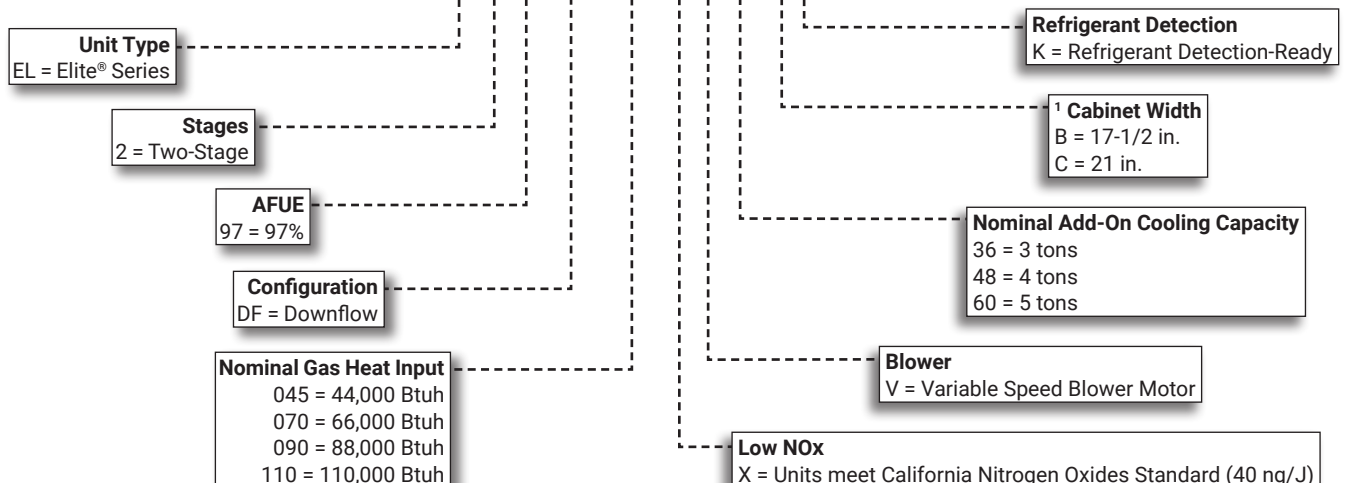 Unit Type
EL = Elite® Series
Stages
2 = Two-Stage
AFUE
97 = 97%
Configuration
DF = Downflow
Nominal Gas Heat Input
045 = 44,000 Btuh
070 = 66,000 Btuh
090 = 88,000 Btuh
110 = 110,000 Btuh
Refrigerant Detection
K = Refrigerant Detection-Ready
¹ Cabinet Width
B = 17-1/2 in.
C = 21 in.
Nominal Add-On Cooling Capacity
36 = 3 tons
48 = 4 tons
60 = 5 tons
Blower
V = Variable Speed Blower Motor
Low NOx
X = Units meet California Nitrogen Oxides Standard (40 ng/J)